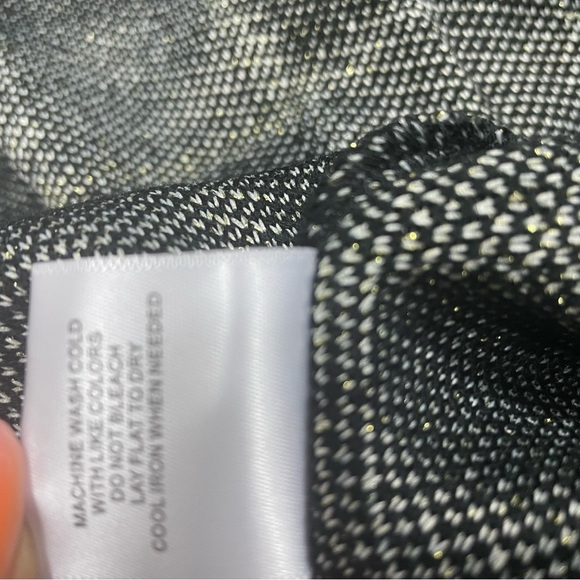 MACHINE WASH COLD
WITH LIKE COLORS
DO NOT BLEACH
LAY FLAT TO DRY
COOL IRON WHEN NEEDED